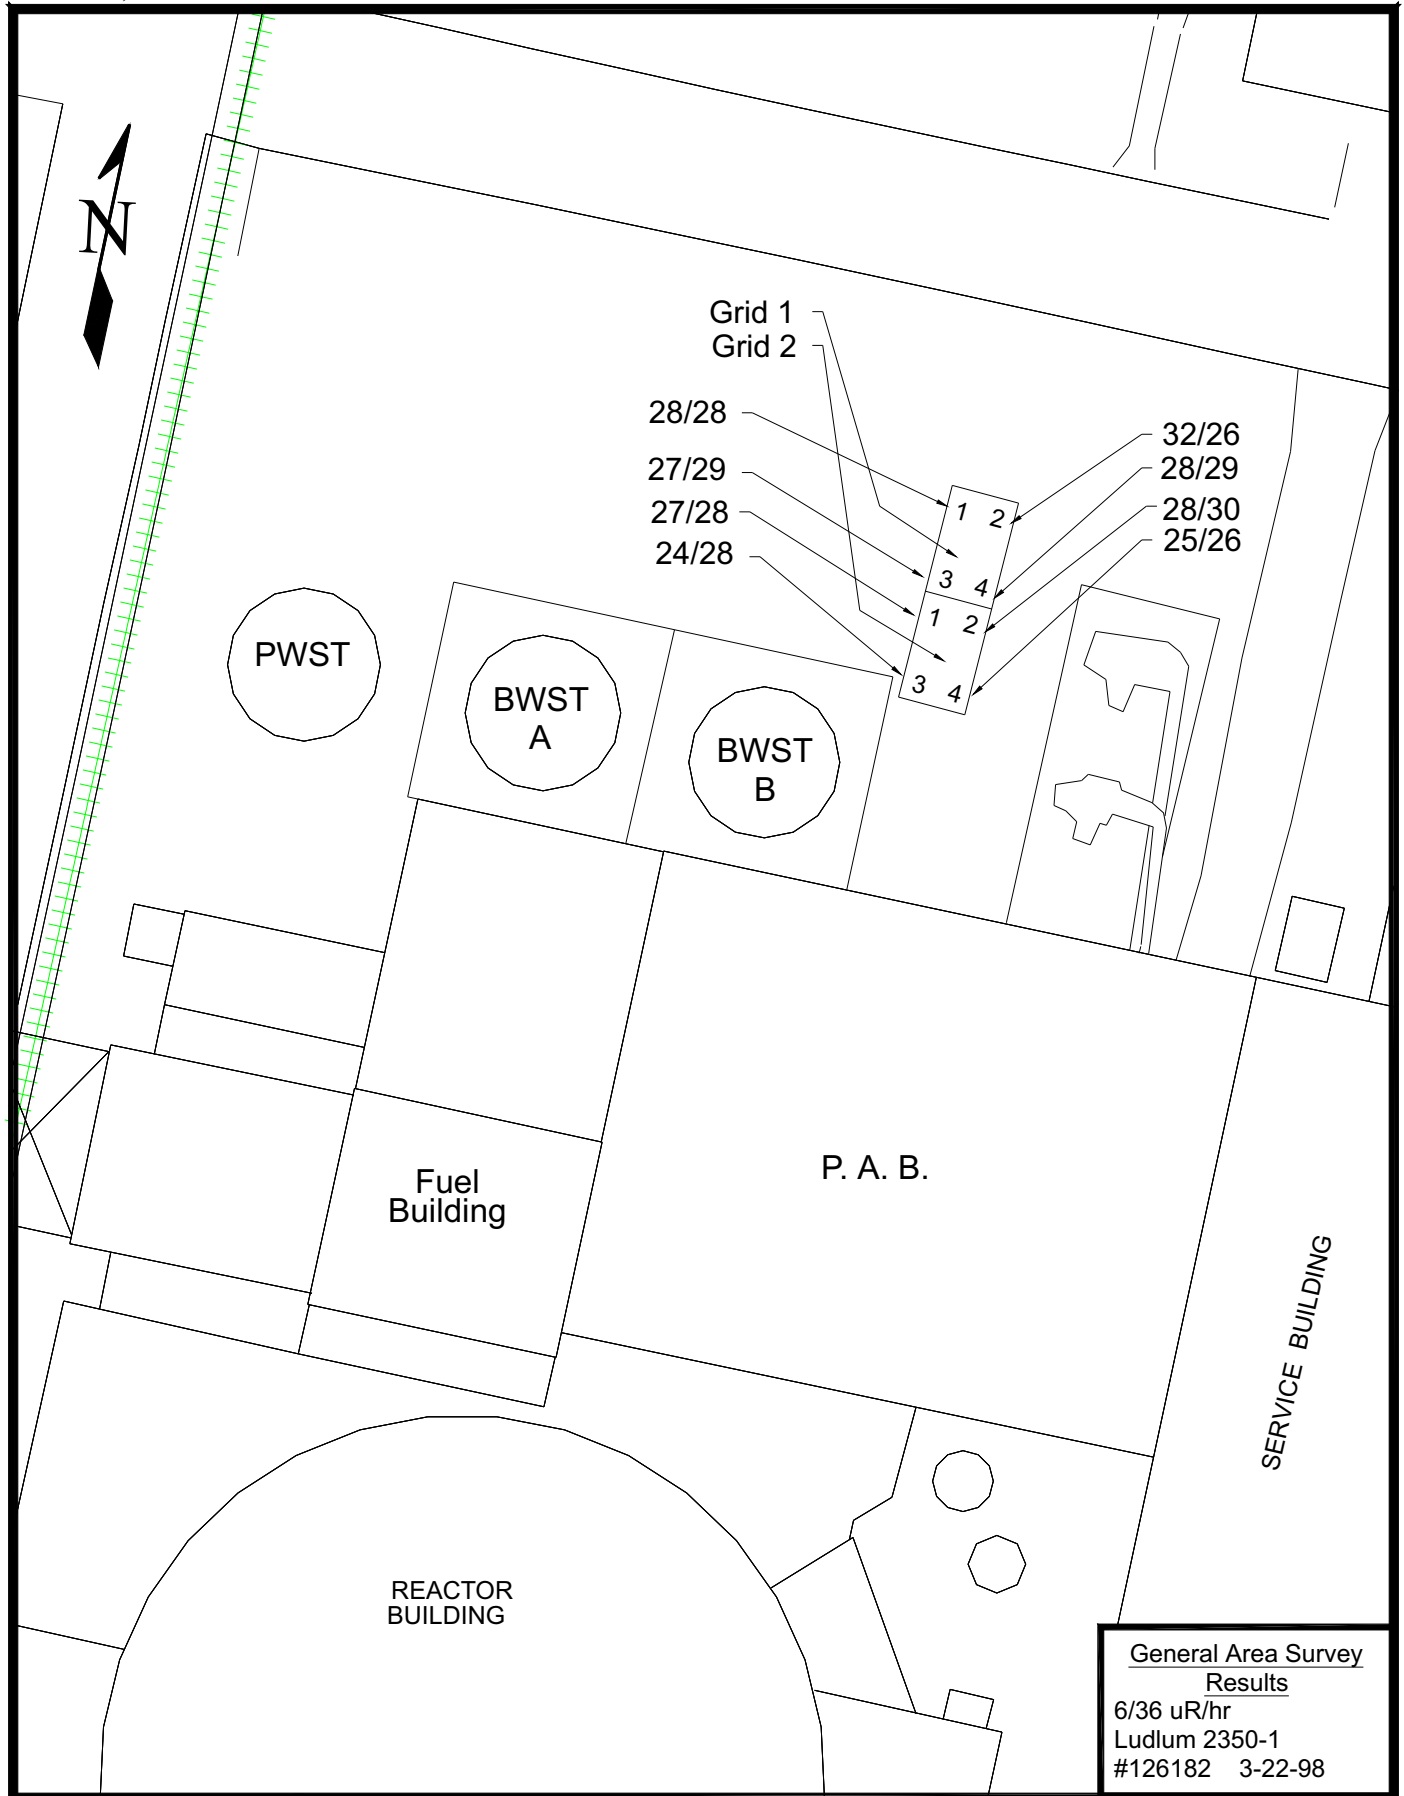 N
Grid 1
Grid 2
28/28
27/29
27/28
24/28
32/26
28/29
28/30
25/26
1 2
3 4
1 2
3 4
PWST
BWST
A
BWST
B
P. A. B.
Fuel
Building
SERVICE BUILDING
REACTOR
BUILDING
General Area Survey
Results
6/36 uR/hr
Ludlum 2350-1
#126182 3-22-98